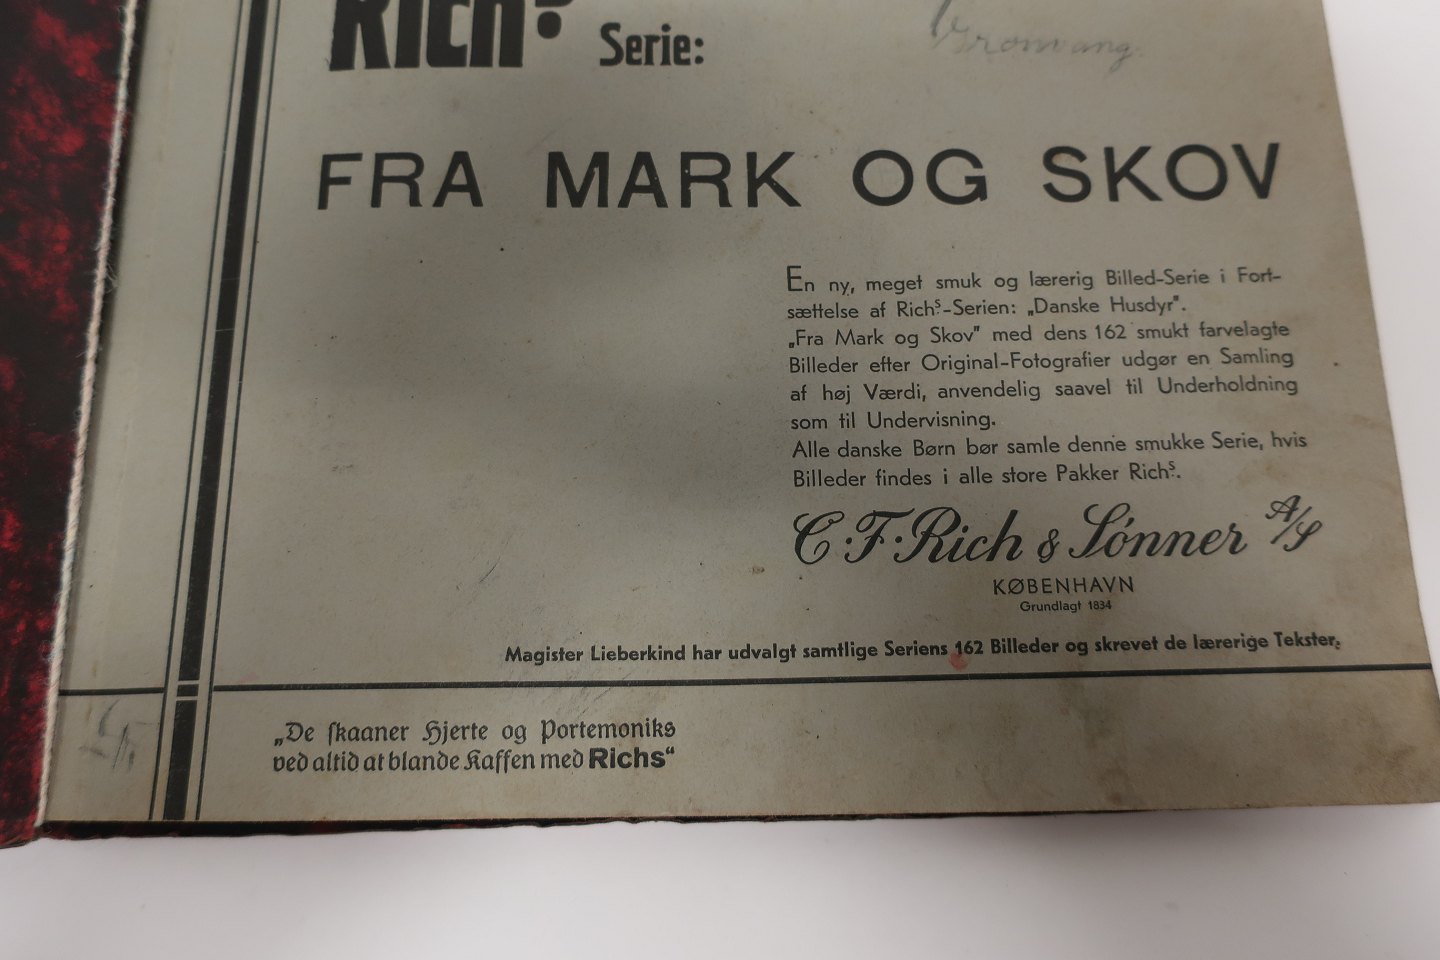 Rich's Serie:
Grønvang.
FRA MARK OG SKOV
En ny, meget smuk og lærerig Billed-Serie i Fort-
sættelse af Rich's-Serien: „Danske Husdyr".
„Fra Mark og Skov" med dens 162 smukt farvelagte
Billeder efter Original-Fotografier udgør en Samling
af høj Værdi, anvendelig saavel til Underholdning
som til Undervisning.
Alle danske Børn bør samle denne smukke Serie, hvis
Billeder findes i alle store Pakker Rich's.
C.F. Rich & Sønner A/S
KØBENHAVN
Grundlagt 1834
Magister Lieberkind har udvalgt samtlige Seriens 162 Billeder og skrevet de lærerige Tekster.
„De skaaner Hjerte og Portemoniks
ved altid at blande Kaffen med Richs“